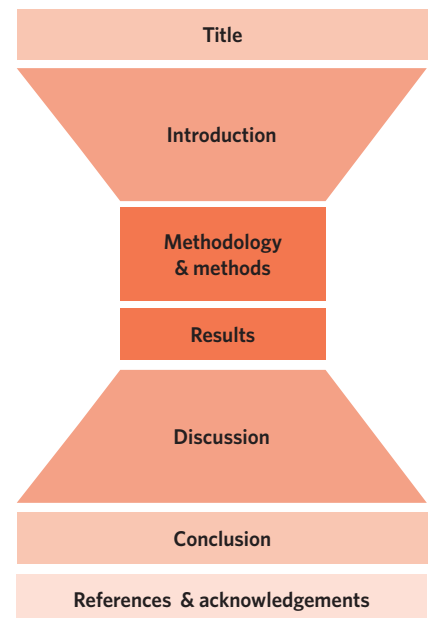 Title
Introduction
Methodology
& methods
Results
Discussion
Conclusion
References & acknowledgements